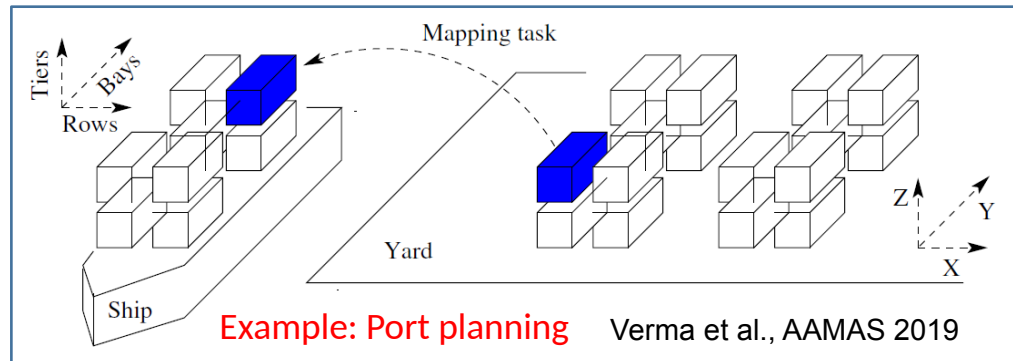 Mapping task
Tiers
Bays
Rows
Z
Y
X
Yard
Ship
Example: Port planning
Verma et al., AAMAS 2019